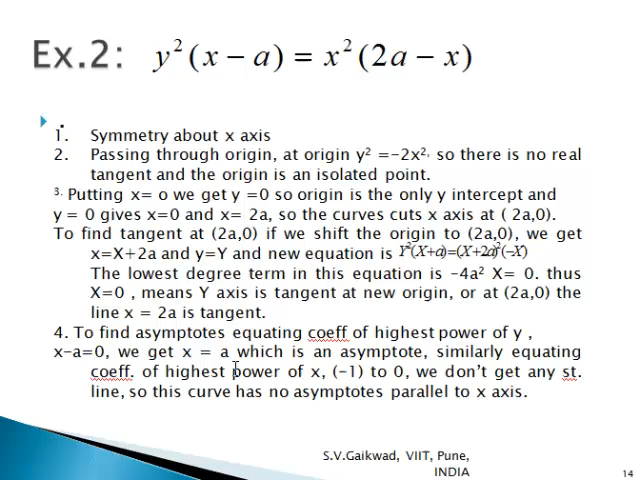 Ex.2: y²(x − a) = x²(2a − x)
.
1. Symmetry about x axis
2. Passing through origin, at origin y² =−2x², so there is no real
tangent and the origin is an isolated point.
3. Putting x= o we get y =0 so origin is the only y intercept and
y = 0 gives x=0 and x= 2a, so the curves cuts x axis at ( 2a,0).
To find tangent at (2a,0) if we shift the origin to (2a,0), we get
x=X+2a and y=Y and new equation is Y²(X+a)=(X+2a)²(−X)
The lowest degree term in this equation is −4a² X= 0. thus
X=0 , means Y axis is tangent at new origin, or at (2a,0) the
line x = 2a is tangent.
4. To find asymptotes equating coeff of highest power of y ,
x−a=0, we get x = a which is an asymptote, similarly equating
coeff. of highest power of x, (−1) to 0, we don't get any st.
line, so this curve has no asymptotes parallel to x axis.
S.V.Gaikwad, VIIT, Pune,
INDIA
14